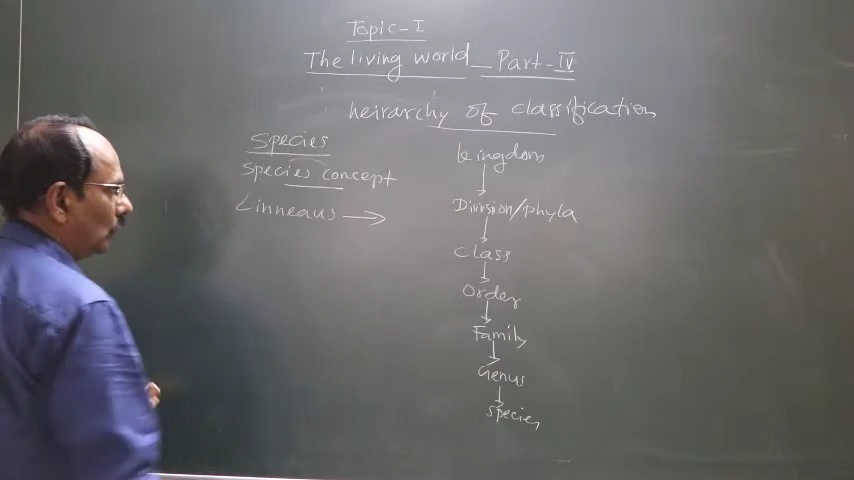 Topic-I
The living world - Part-IV
heirarchy of classification
Species
Species concept
Linneaus →
kingdom
↓
Division/phyla
↓
class
↓
Order
↓
Family
↓
Genus
↓
Species